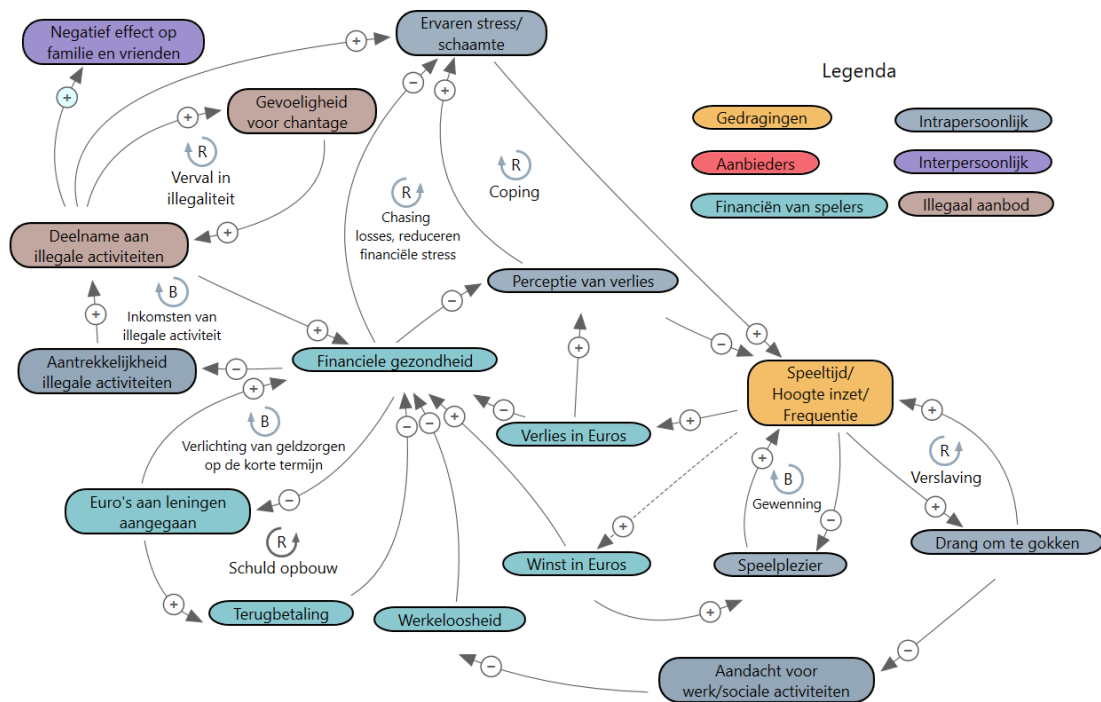 Negatief effect op
familie en vrienden
Ervaren stress/
schaamte
Legenda
Gedragingen
Intrapersoonlijk
Aanbieders
Interpersoonlijk
Financiën van spelers
Illegaal aanbod
+
+
+
−
+
Gevoeligheid
voor chantage
R
Verval in
illegaliteit
R
Chasing
losses, reduceren
financiële stress
R
Coping
+
Deelname aan
illegale activiteiten
B
Inkomsten van
illegale activiteit
+
+
−
Perceptie van verlies
+
−
+
Aantrekkelijkheid
illegale activiteiten
−
Financiele gezondheid
Speeltijd/
Hoogte inzet/
Frequentie
+
B
Verlichting van geldzorgen
op de korte termijn
−
−
+
−
Verlies in Euros
+
+
+
B
Gewenning
R
Verslaving
Euro's aan leningen
aangegaan
−
R
Schuld opbouw
+
−
+
Drang om te gokken
Winst in Euros
Speelplezier
+
Terugbetaling
Werkeloosheid
+
−
Aandacht voor
werk/sociale activiteiten
−